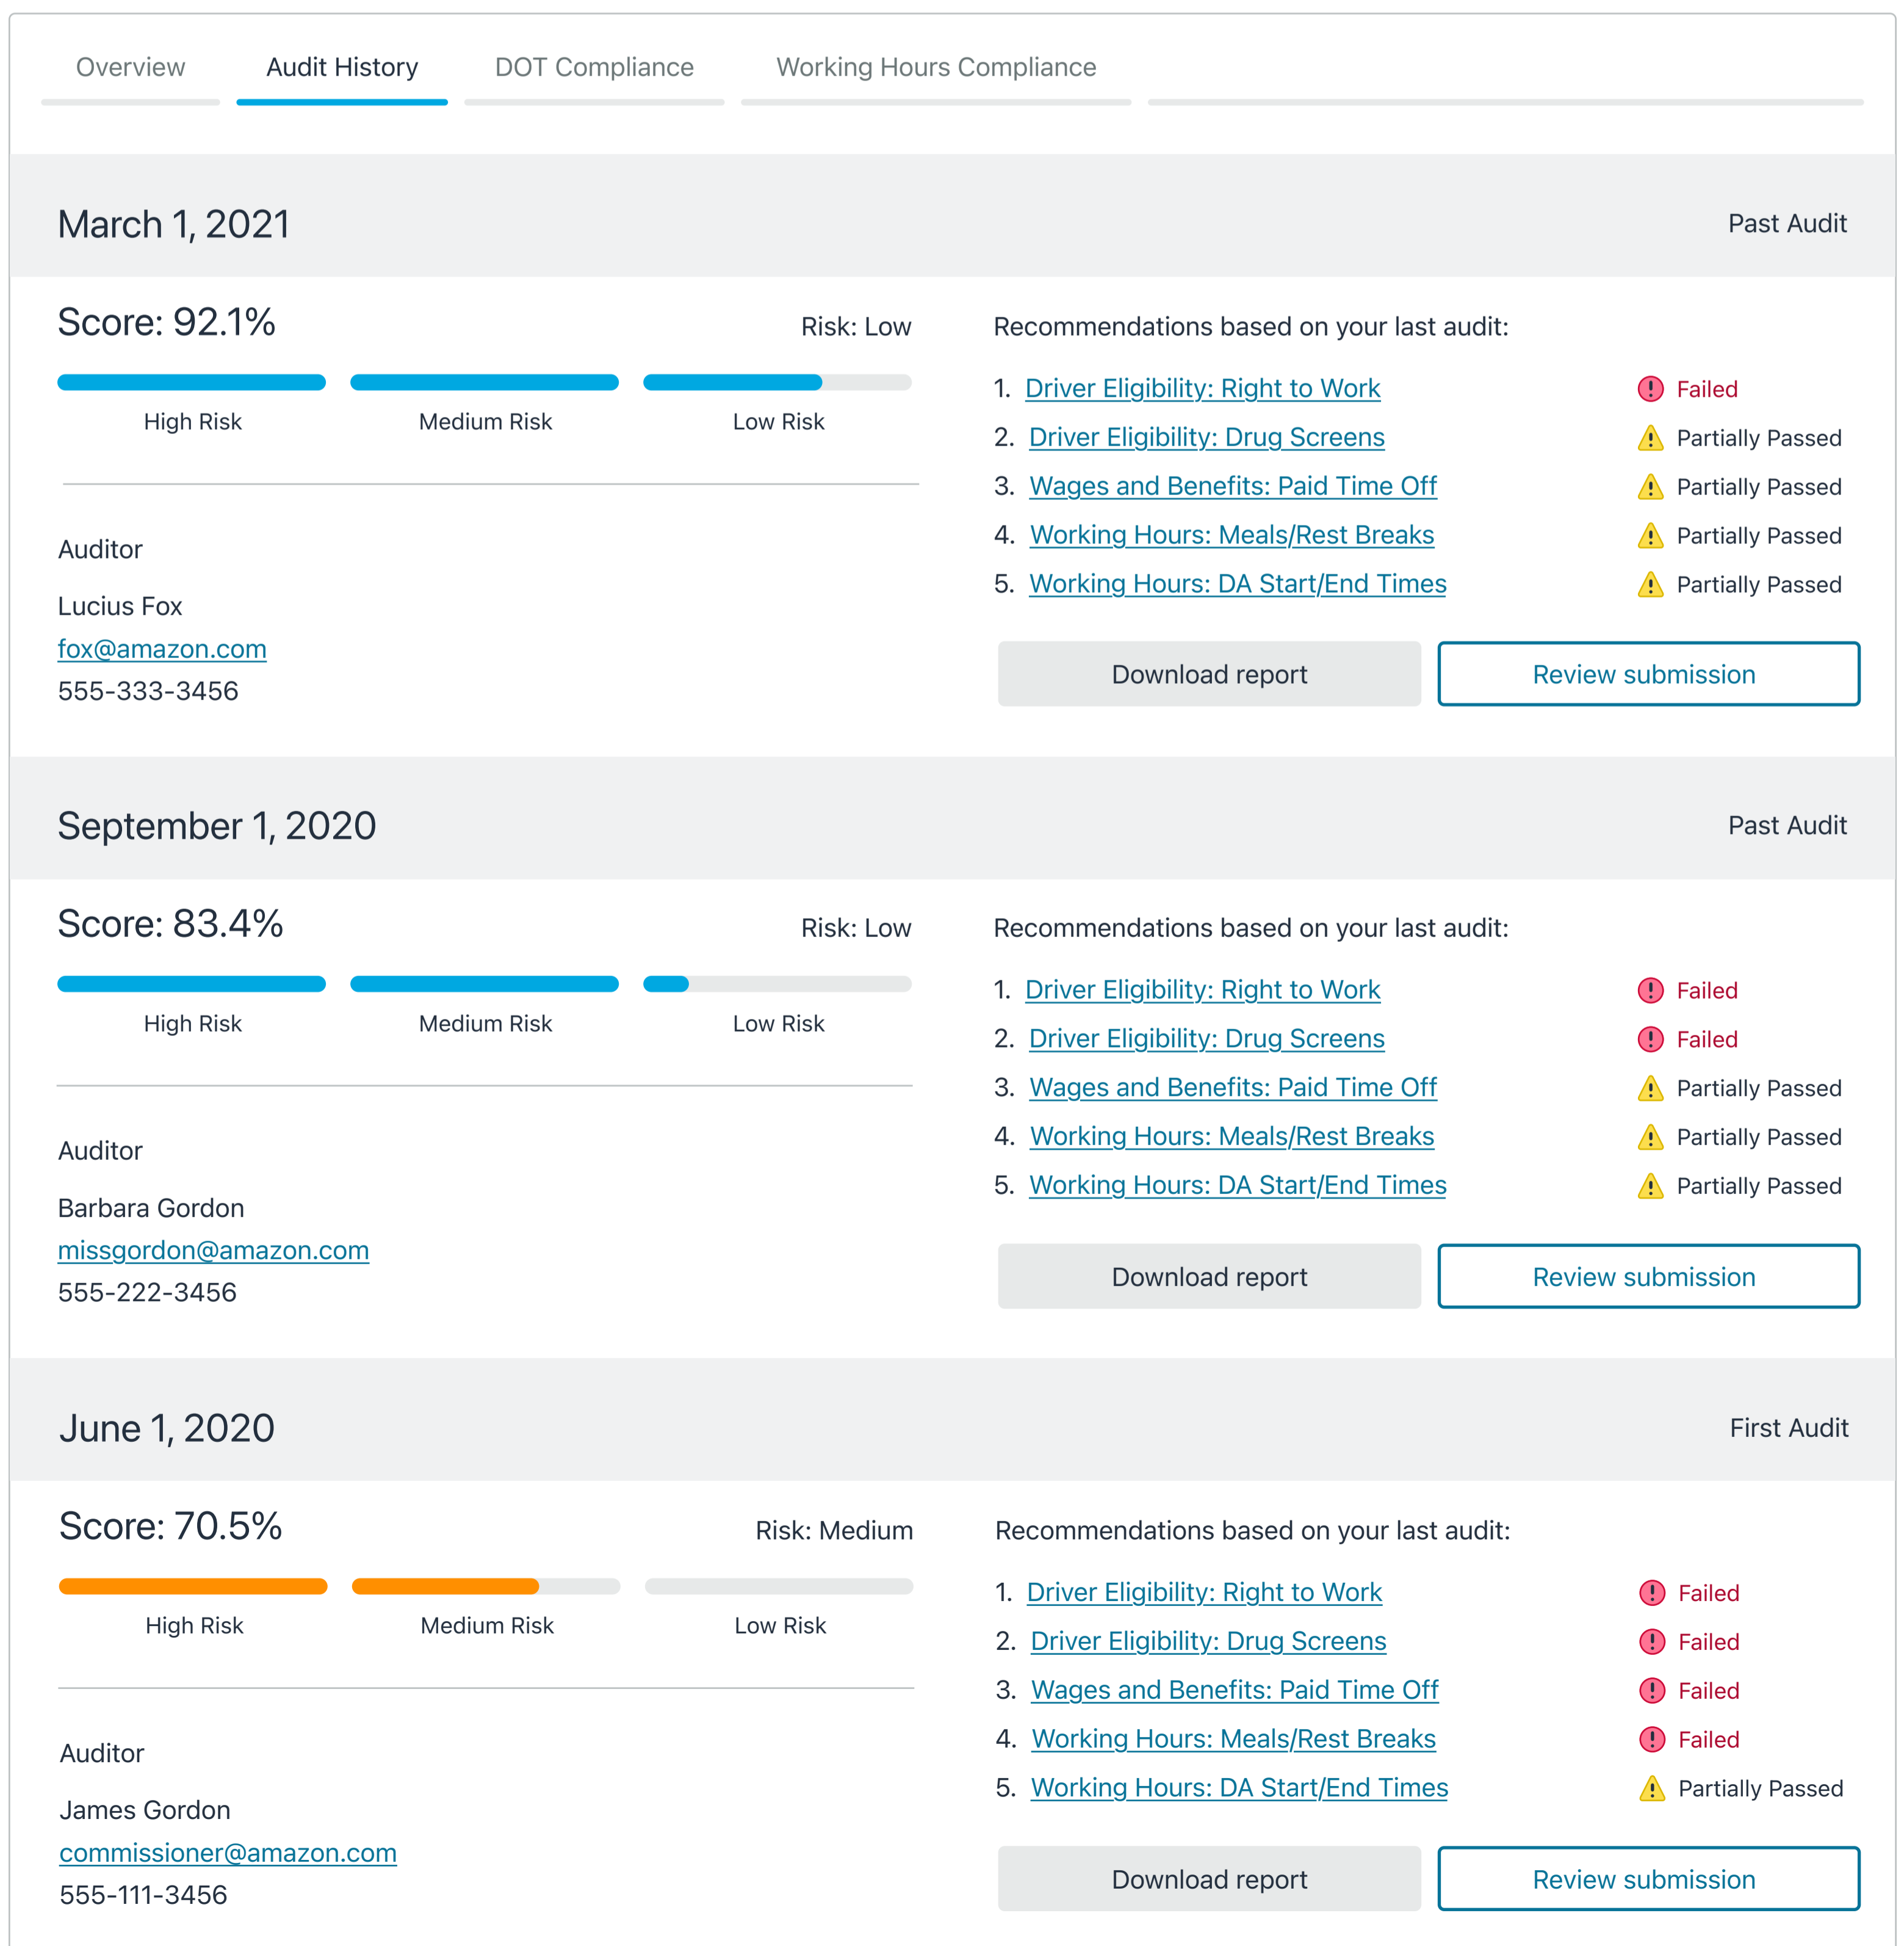 Overview Audit History DOT Compliance Working Hours Compliance
March 1, 2021 Past Audit
Score: 92.1% Risk: Low
High Risk Medium Risk Low Risk
Auditor
Lucius Fox
fox@amazon.com
555-333-3456
Recommendations based on your last audit:
1. Driver Eligibility: Right to Work Failed
2. Driver Eligibility: Drug Screens Partially Passed
3. Wages and Benefits: Paid Time Off Partially Passed
4. Working Hours: Meals/Rest Breaks Partially Passed
5. Working Hours: DA Start/End Times Partially Passed
Download report Review submission
September 1, 2020 Past Audit
Score: 83.4% Risk: Low
High Risk Medium Risk Low Risk
Auditor
Barbara Gordon
missgordon@amazon.com
555-222-3456
Recommendations based on your last audit:
1. Driver Eligibility: Right to Work Failed
2. Driver Eligibility: Drug Screens Failed
3. Wages and Benefits: Paid Time Off Partially Passed
4. Working Hours: Meals/Rest Breaks Partially Passed
5. Working Hours: DA Start/End Times Partially Passed
Download report Review submission
June 1, 2020 First Audit
Score: 70.5% Risk: Medium
High Risk Medium Risk Low Risk
Auditor
James Gordon
commissioner@amazon.com
555-111-3456
Recommendations based on your last audit:
1. Driver Eligibility: Right to Work Failed
2. Driver Eligibility: Drug Screens Failed
3. Wages and Benefits: Paid Time Off Failed
4. Working Hours: Meals/Rest Breaks Failed
5. Working Hours: DA Start/End Times Partially Passed
Download report Review submission